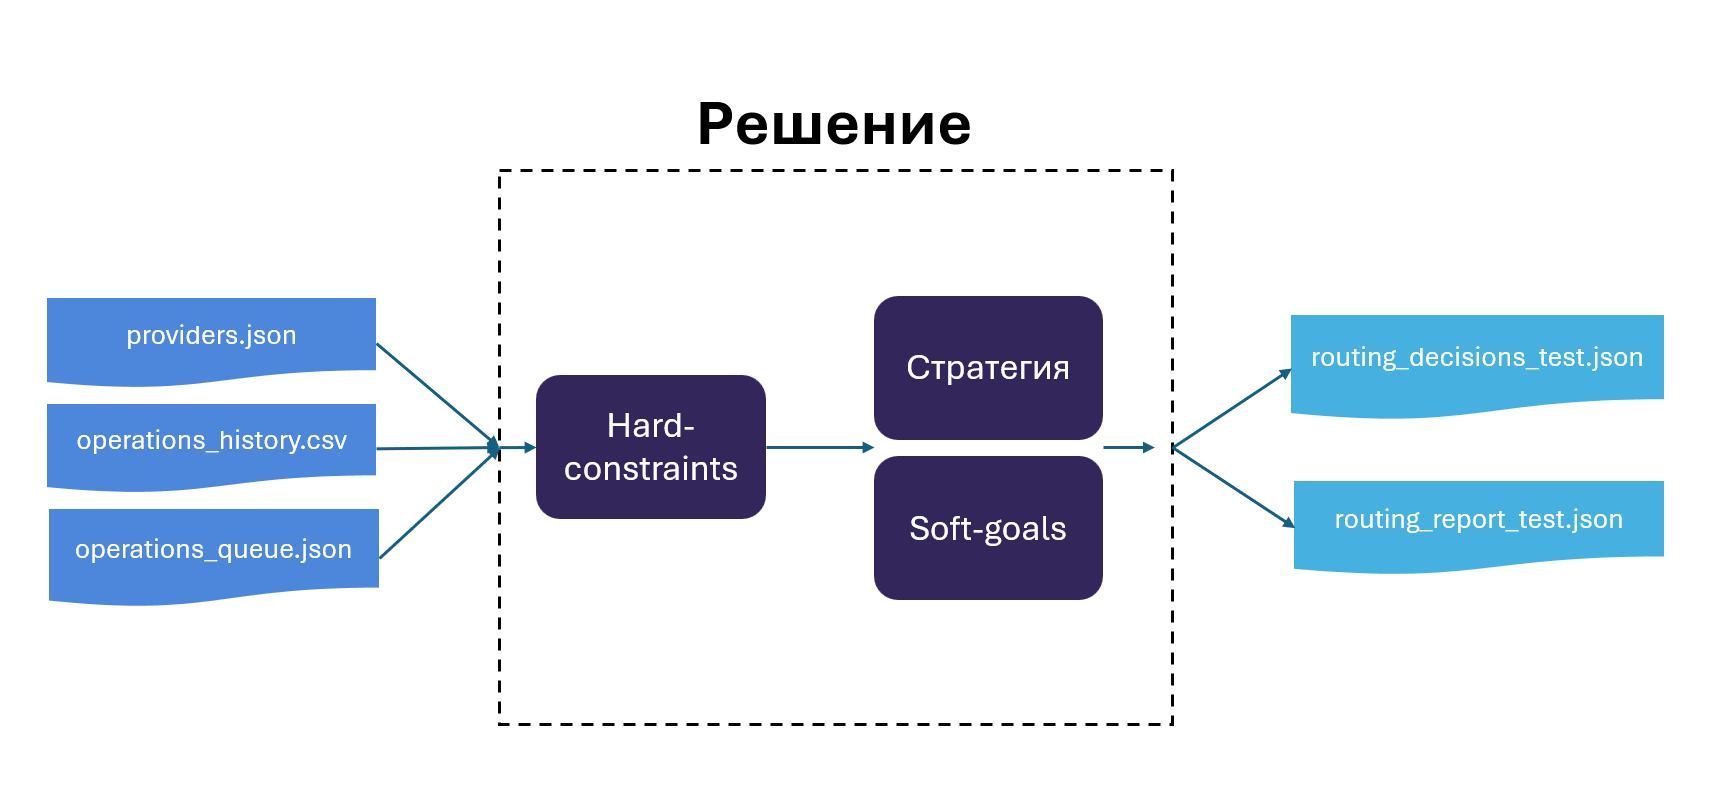 Решение
providers.json
operations_history.csv
operations_queue.json
Hard-
constraints
Стратегия
Soft-goals
routing_decisions_test.json
routing_report_test.json